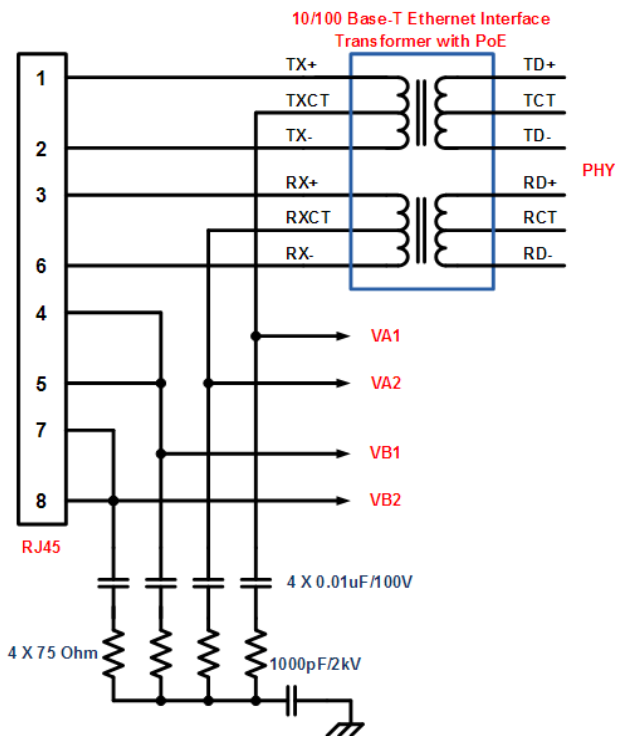 10/100 Base-T Ethernet Interface
Transformer with PoE
1 TX+ TD+
TXCT TCT
2 TX- TD-
PHY
3 RX+ RD+
RXCT RCT
6 RX- RD-
4
VA1
5 VA2
7
VB1
8 VB2
RJ45
4 X 0.01uF/100V
4 X 75 Ohm
1000pF/2kV